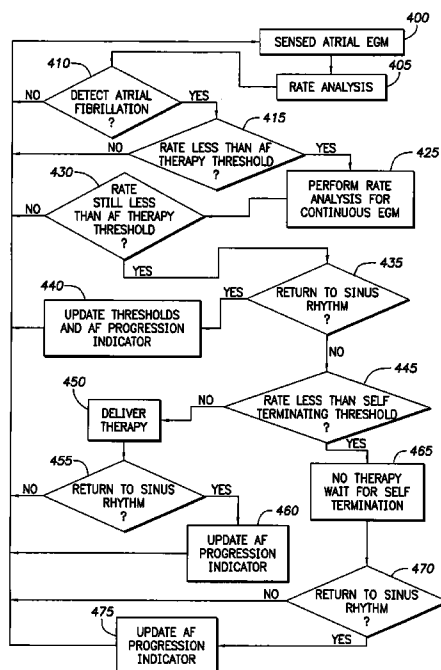 400
SENSED ATRIAL EGM
410
405
RATE ANALYSIS
NO
DETECT ATRIAL
FIBRILLATION
?
YES
415
NO
RATE LESS THAN AF
THERAPY THRESHOLD
?
YES
425
430
PERFORM RATE
ANALYSIS FOR
CONTINUOUS EGM
NO
RATE
STILL LESS
THAN AF THERAPY
THRESHOLD
?
YES
435
440
UPDATE THRESHOLDS
AND AF PROGRESSION
INDICATOR
YES
RETURN TO SINUS
RHYTHM
?
NO
445
450
NO
RATE LESS THAN SELF
TERMINATING THRESHOLD
?
DELIVER
THERAPY
YES
465
455
NO THERAPY
WAIT FOR SELF
TERMINATION
NO
RETURN TO SINUS
RHYTHM
?
YES
460
UPDATE AF
PROGRESSION
INDICATOR
470
NO
RETURN TO SINUS
RHYTHM
?
475
YES
UPDATE AF
PROGRESSION
INDICATOR